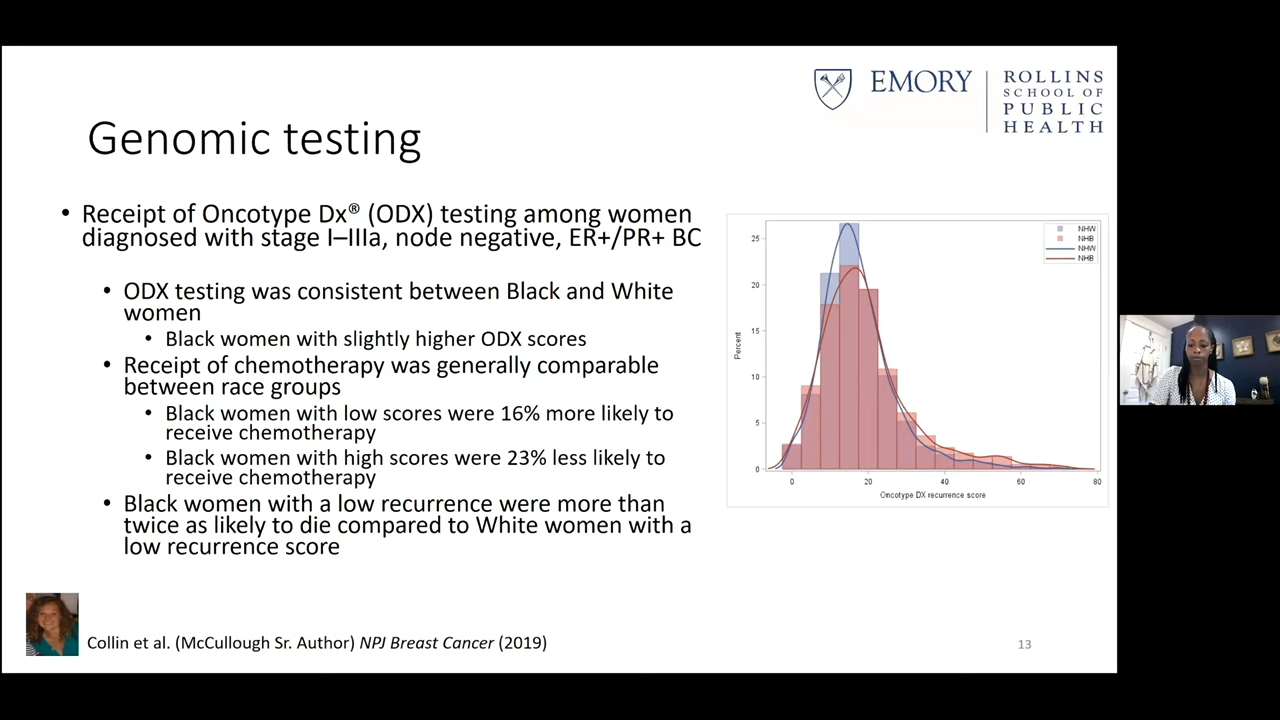 EMORY
ROLLINS
SCHOOL OF
PUBLIC
HEALTH
Genomic testing
• Receipt of Oncotype Dx® (ODX) testing among women
diagnosed with stage I–IIIa, node negative, ER+/PR+ BC
• ODX testing was consistent between Black and White
women
• Black women with slightly higher ODX scores
• Receipt of chemotherapy was generally comparable
between race groups
• Black women with low scores were 16% more likely to
receive chemotherapy
• Black women with high scores were 23% less likely to
receive chemotherapy
• Black women with a low recurrence were more than
twice as likely to die compared to White women with a
low recurrence score
NHW
NHB
NHW
NHB
25
20
15
10
5
0
Percent
0 20 40 60 80
Oncotype DX recurrence score
Collin et al. (McCullough Sr. Author) NPJ Breast Cancer (2019)
13